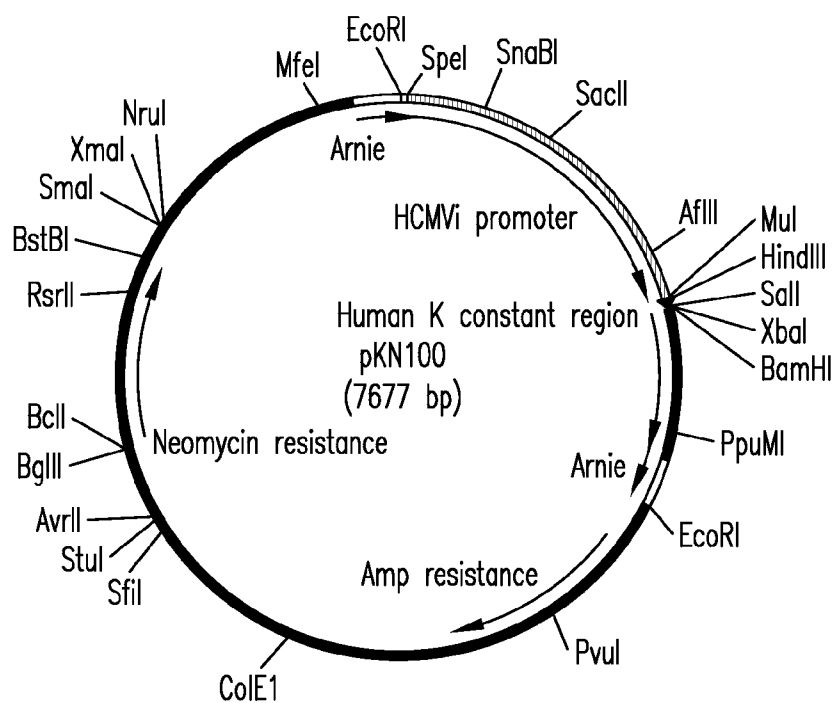 EcoRI
SpeI
SnaBI
SacII
MfeI
NruI
XmaI
SmaI
BstBI
RsrII
Arnie
HCMVi promoter
AflII
MuI
HindIII
SalI
XbaI
BamHI
Human K constant region
pKN100
(7677 bp)
BclI
BglII
Neomycin resistance
PpuMI
Arnie
AvrII
StuI
SfiI
EcoRI
Amp resistance
PvuI
ColE1